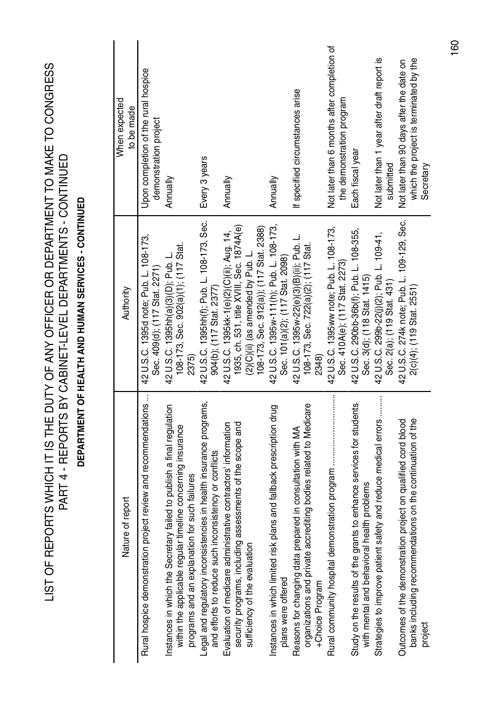 LIST OF REPORTS WHICH IT IS THE DUTY OF ANY OFFICER OR DEPARTMENT TO MAKE TO CONGRESS
PART 4 - REPORTS BY CABINET-LEVEL DEPARTMENTS - CONTINUED
DEPARTMENT OF HEALTH AND HUMAN SERVICES - CONTINUED
Nature of report
Authority
When expected
to be made
Rural hospice demonstration project review and recommendations ...
42 U.S.C. 1395d note; Pub. L. 108-173,
Sec. 409(d); (117 Stat. 2271)
Upon completion of the rural hospice
demonstration project
Instances in which the Secretary failed to publish a final regulation
within the applicable regular timeline concerning insurance
programs and an explanation for such failures
42 U.S.C. 1395hh(a)(3)(D); Pub. L.
108-173, Sec. 902(a)(1); (117 Stat.
2375)
Annually
Legal and regulatory inconsistencies in health insurance programs,
and efforts to reduce such inconsistency or conflicts
42 U.S.C. 1395hh(f); Pub. L. 108-173, Sec.
904(b); (117 Stat. 2377)
Every 3 years
Evaluation of medicare administrative contractors' information
security programs, including assessments of the scope and
sufficiency of the evaluation
42 U.S.C. 1395kk-1(e)(2)(C)(ii); Aug. 14,
1935, ch. 531, title XVIII, Sec. 1874A(e)
(2)(C)(ii) (as amended by Pub. L.
108-173, Sec. 912(a)); (117 Stat. 2388)
Annually
Instances in which limited risk plans and fallback prescription drug
plans were offered
42 U.S.C. 1395w-111(h); Pub. L. 108-173,
Sec. 101(a)(2); (117 Stat. 2098)
Annually
Reasons for changing data prepared in consultation with MA
organizations and private accrediting bodies related to Medicare
+Choice Program
42 U.S.C. 1395w-22(e)(3)(B)(ii); Pub. L.
108-173, Sec. 722(a)(2); (117 Stat.
2348)
If specified circumstances arise
Rural community hospital demonstration program ............................
42 U.S.C. 1395ww note; Pub. L. 108-173,
Sec. 410A(e); (117 Stat. 2273)
Not later than 6 months after completion of
the demonstration program
Study on the results of the grants to enhance services for students
with mental and behavioral health problems
42 U.S.C. 290bb-36b(f); Pub. L. 108-355,
Sec. 3(d); (118 Stat. 1415)
Each fiscal year
Strategies to improve patient safety and reduce medical errors .........
42 U.S.C. 299b-22(j)(2); Pub. L. 109-41,
Sec. 2(a); (119 Stat. 431)
Not later than 1 year after draft report is
submitted
Outcomes of the demonstration project on qualified cord blood
banks including recommendations on the continuation of the
project
42 U.S.C. 274k note; Pub. L. 109-129, Sec.
2(c)(4); (119 Stat. 2551)
Not later than 90 days after the date on
which the project is terminated by the
Secretary
160